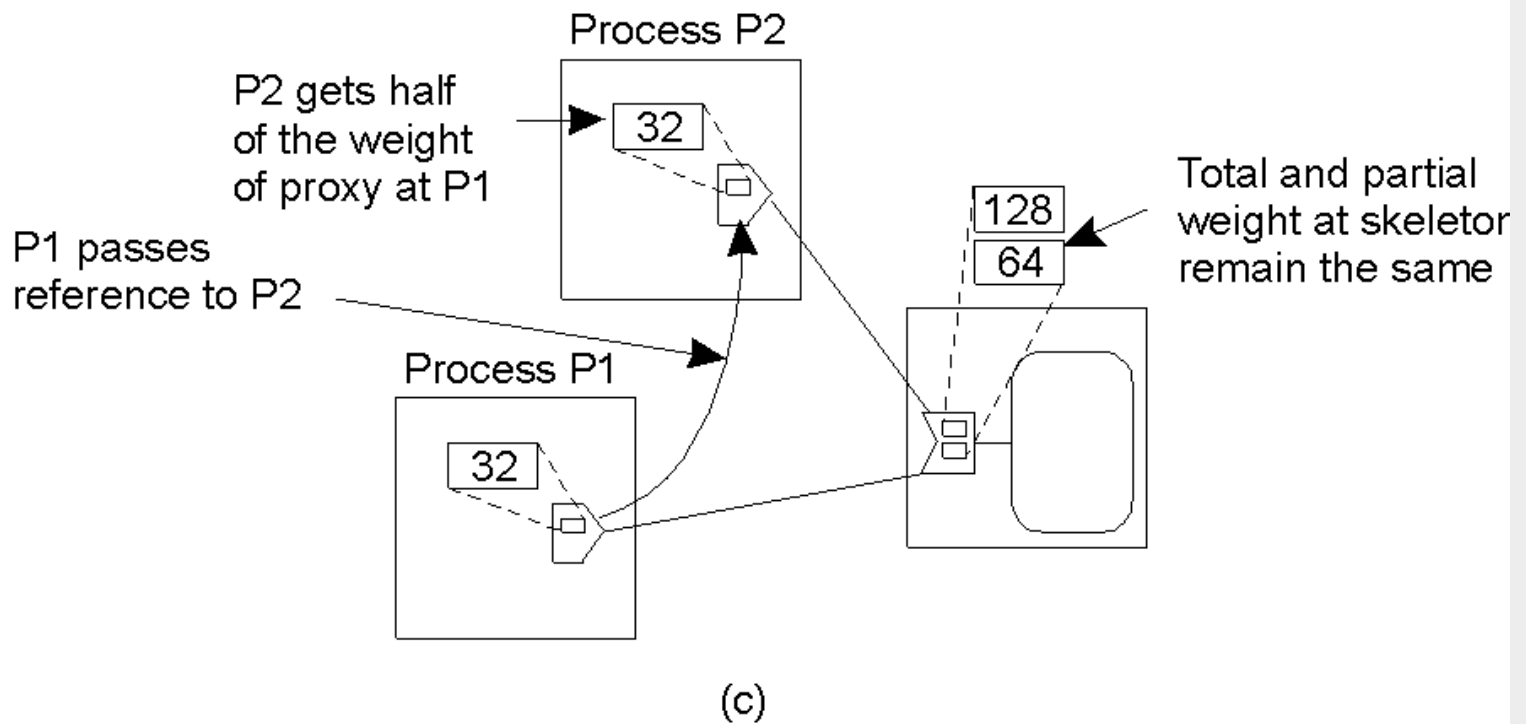 Process P2
P2 gets half
of the weight
of proxy at P1
32
128
64
Total and partial
weight at skeletor
remain the same
P1 passes
reference to P2
Process P1
32
(c)